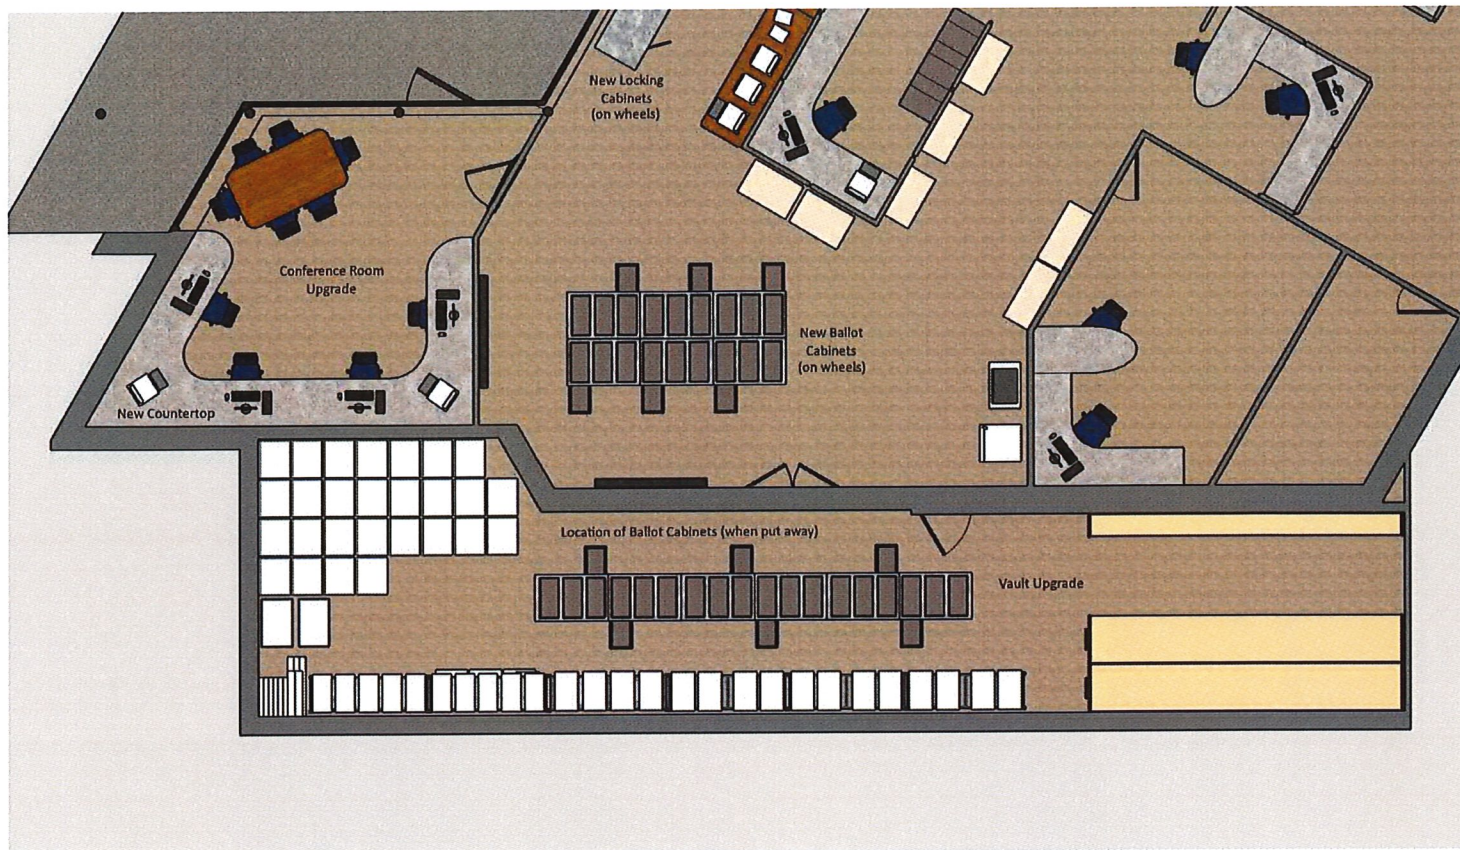 New Locking
Cabinets
(on wheels)
Conference Room
Upgrade
New Ballot
Cabinets
(on wheels)
New Countertop
Location of Ballot Cabinets (when put away)
Vault Upgrade